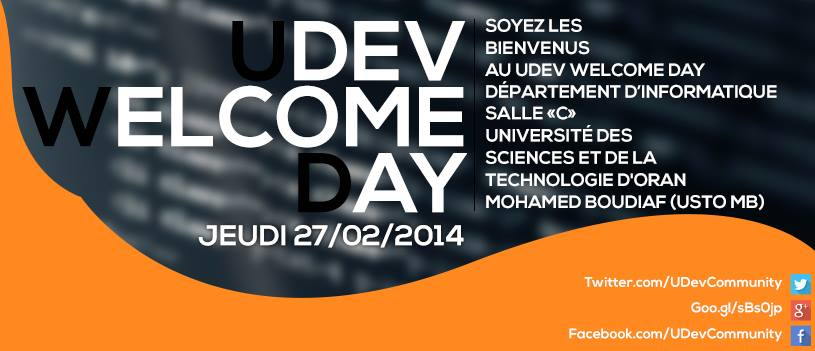 UDEV
WELCOME
DAY
JEUDI 27/02/2014
SOYEZ LES
BIENVENUS
AU UDEV WELCOME DAY
DÉPARTEMENT D'INFORMATIQUE
SALLE «C»
UNIVERSITÉ DES
SCIENCES ET DE LA
TECHNOLOGIE D'ORAN
MOHAMED BOUDIAF (USTO MB)
Twitter.com/UDevCommunity
Goo.gl/sBs0jp
Facebook.com/UDevCommunity